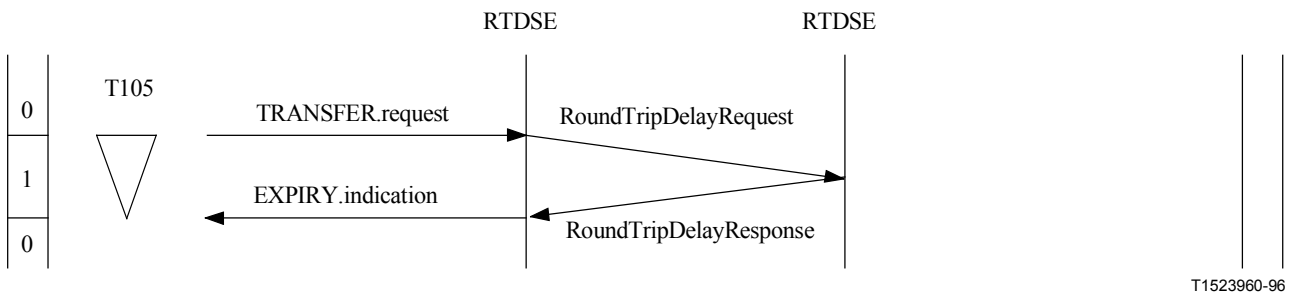 RTDSE
RTDSE
T105
0
TRANSFER.request
RoundTripDelayRequest
1
EXPIRY.indication
RoundTripDelayResponse
0
T1523960-96